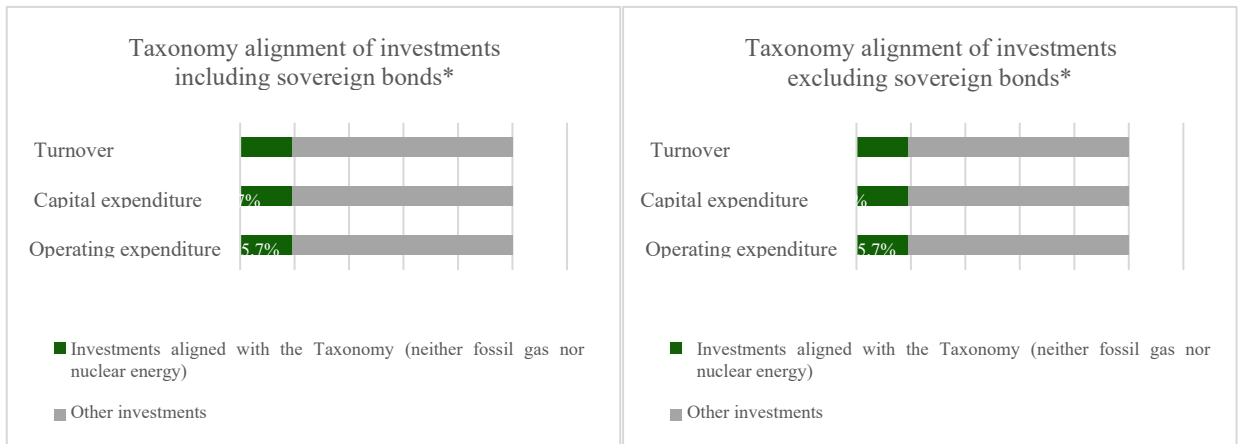 Taxonomy alignment of investments
including sovereign bonds*
Turnover
Capital expenditure
7%
Operating expenditure
5.7%
Investments aligned with the Taxonomy (neither fossil gas nor
nuclear energy)
Other investments
Taxonomy alignment of investments
excluding sovereign bonds*
Turnover
Capital expenditure
%
Operating expenditure
5.7%
Investments aligned with the Taxonomy (neither fossil gas nor
nuclear energy)
Other investments